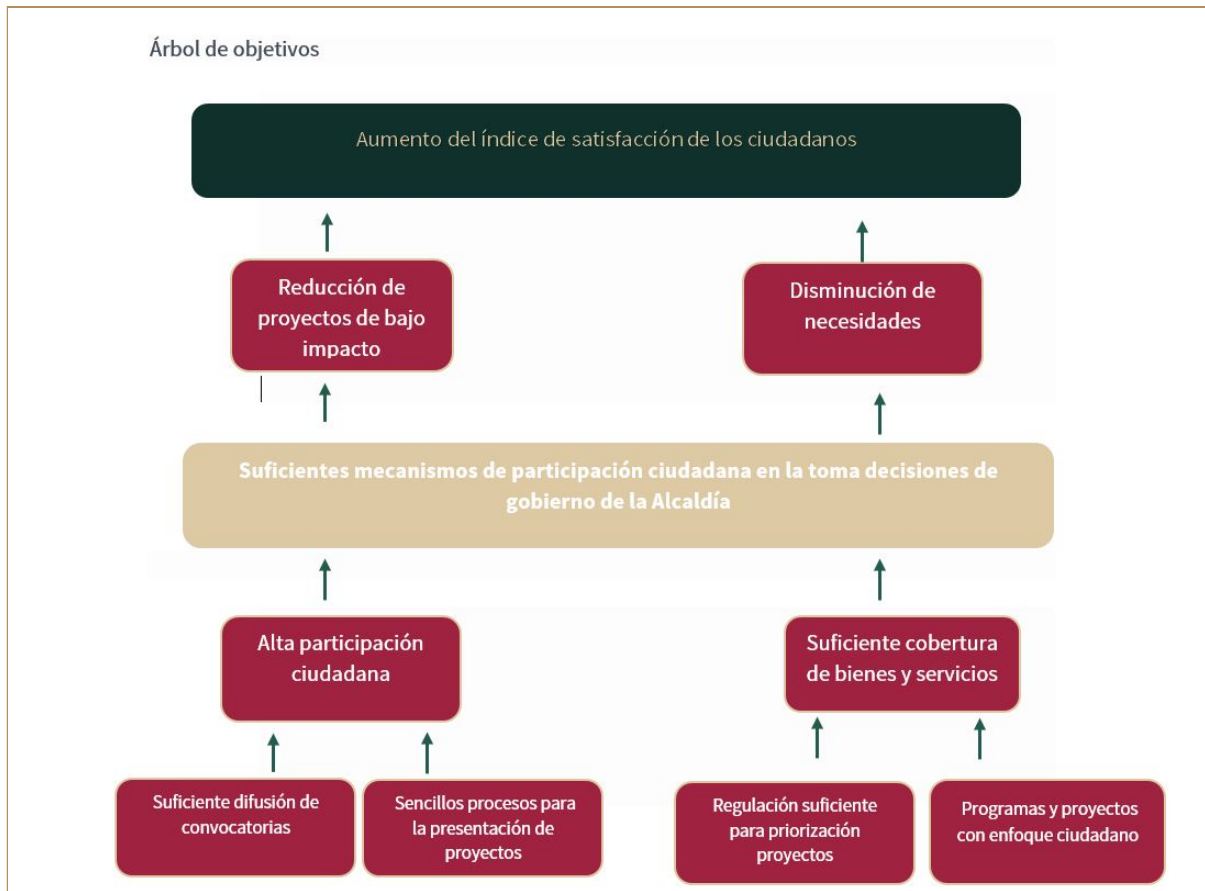 Árbol de objetivos
Aumento del índice de satisfacción de los ciudadanos
Reducción de
proyectos de bajo
impacto
Disminución de
necesidades
Suficientes mecanismos de participación ciudadana en la toma decisiones de
gobierno de la Alcaldía
Alta participación
ciudadana
Suficiente cobertura
de bienes y servicios
Suficiente difusión de
convocatorias
Sencillos procesos para
la presentación de
proyectos
Regulación suficiente
para priorización
proyectos
Programas y proyectos
con enfoque ciudadano